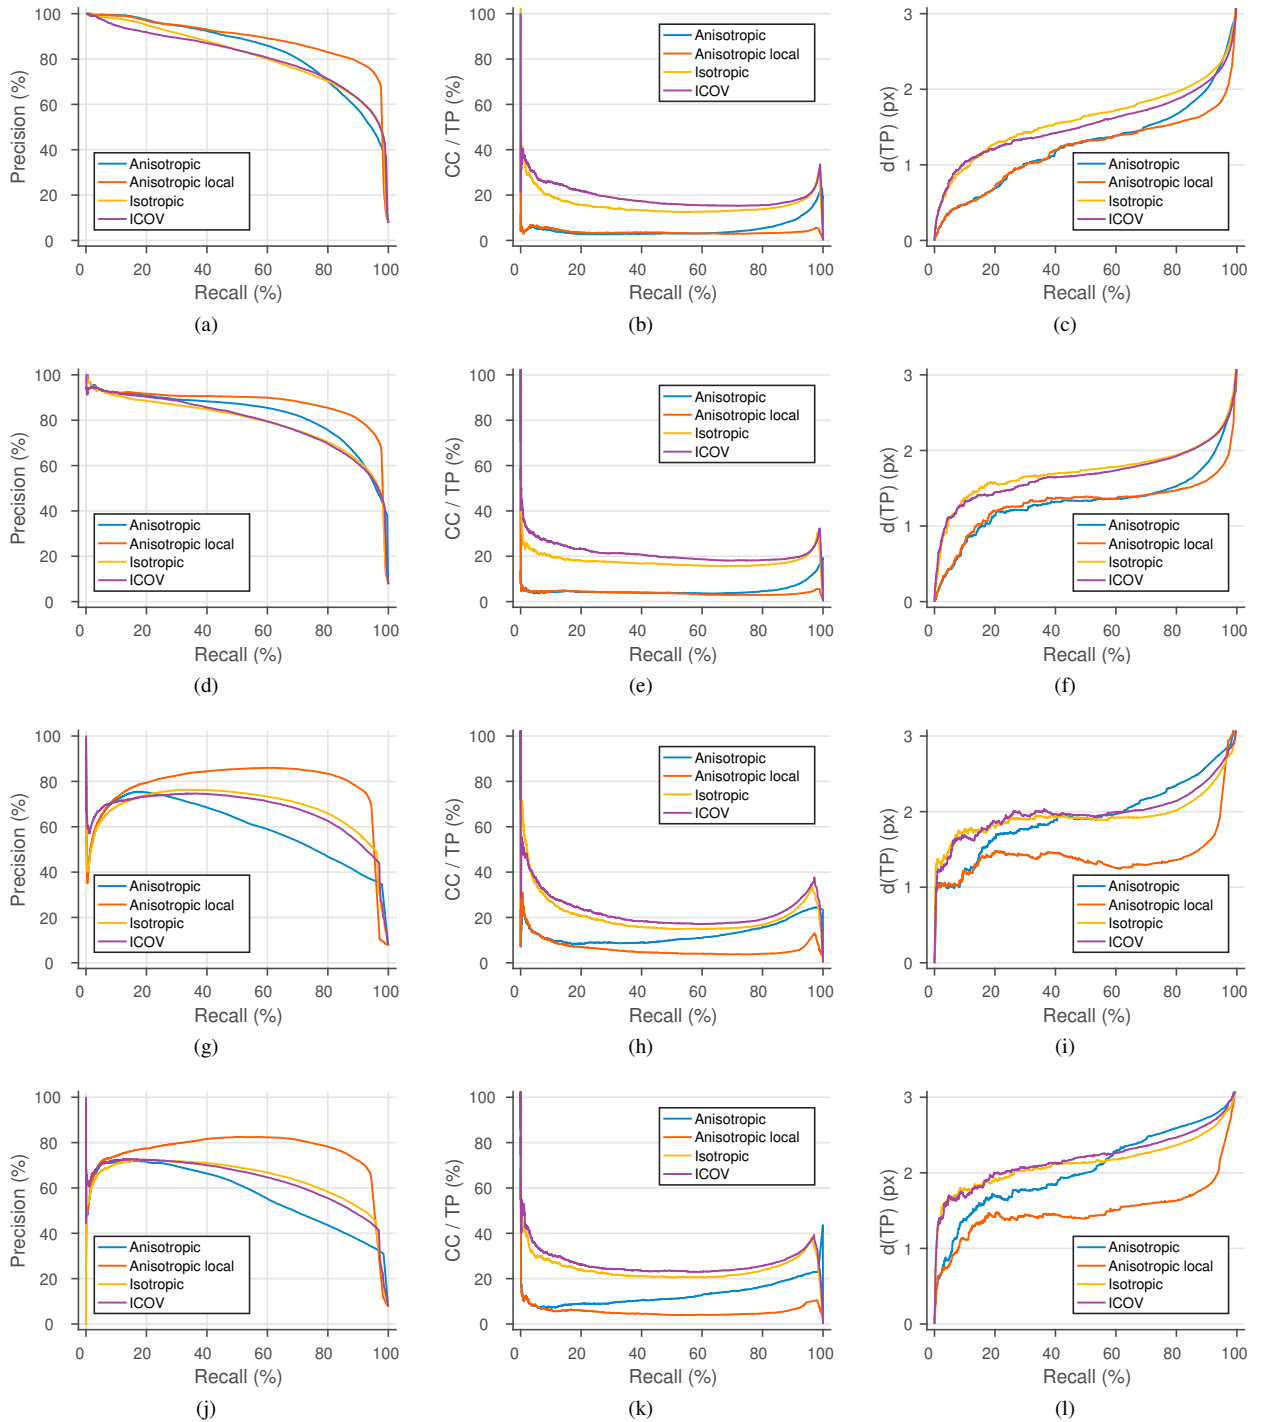 100
80
60
40
20
0
Precision (%)
Anisotropic
Anisotropic local
Isotropic
ICOV
0 20 40 60 80 100
Recall (%)
(a)
100
80
60
40
20
0
CC / TP (%)
Anisotropic
Anisotropic local
Isotropic
ICOV
0 20 40 60 80 100
Recall (%)
(b)
3
2
1
0
d(TP) (px)
Anisotropic
Anisotropic local
Isotropic
ICOV
0 20 40 60 80 100
Recall (%)
(c)
100
80
60
40
20
0
Precision (%)
Anisotropic
Anisotropic local
Isotropic
ICOV
0 20 40 60 80 100
Recall (%)
(d)
100
80
60
40
20
0
CC / TP (%)
Anisotropic
Anisotropic local
Isotropic
ICOV
0 20 40 60 80 100
Recall (%)
(e)
3
2
1
0
d(TP) (px)
Anisotropic
Anisotropic local
Isotropic
ICOV
0 20 40 60 80 100
Recall (%)
(f)
100
80
60
40
20
0
Precision (%)
Anisotropic
Anisotropic local
Isotropic
ICOV
0 20 40 60 80 100
Recall (%)
(g)
100
80
60
40
20
0
CC / TP (%)
Anisotropic
Anisotropic local
Isotropic
ICOV
0 20 40 60 80 100
Recall (%)
(h)
3
2
1
0
d(TP) (px)
Anisotropic
Anisotropic local
Isotropic
ICOV
0 20 40 60 80 100
Recall (%)
(i)
100
80
60
40
20
0
Precision (%)
Anisotropic
Anisotropic local
Isotropic
ICOV
0 20 40 60 80 100
Recall (%)
(j)
100
80
60
40
20
0
CC / TP (%)
Anisotropic
Anisotropic local
Isotropic
ICOV
0 20 40 60 80 100
Recall (%)
(k)
3
2
1
0
d(TP) (px)
Anisotropic
Anisotropic local
Isotropic
ICOV
0 20 40 60 80 100
Recall (%)
(l)